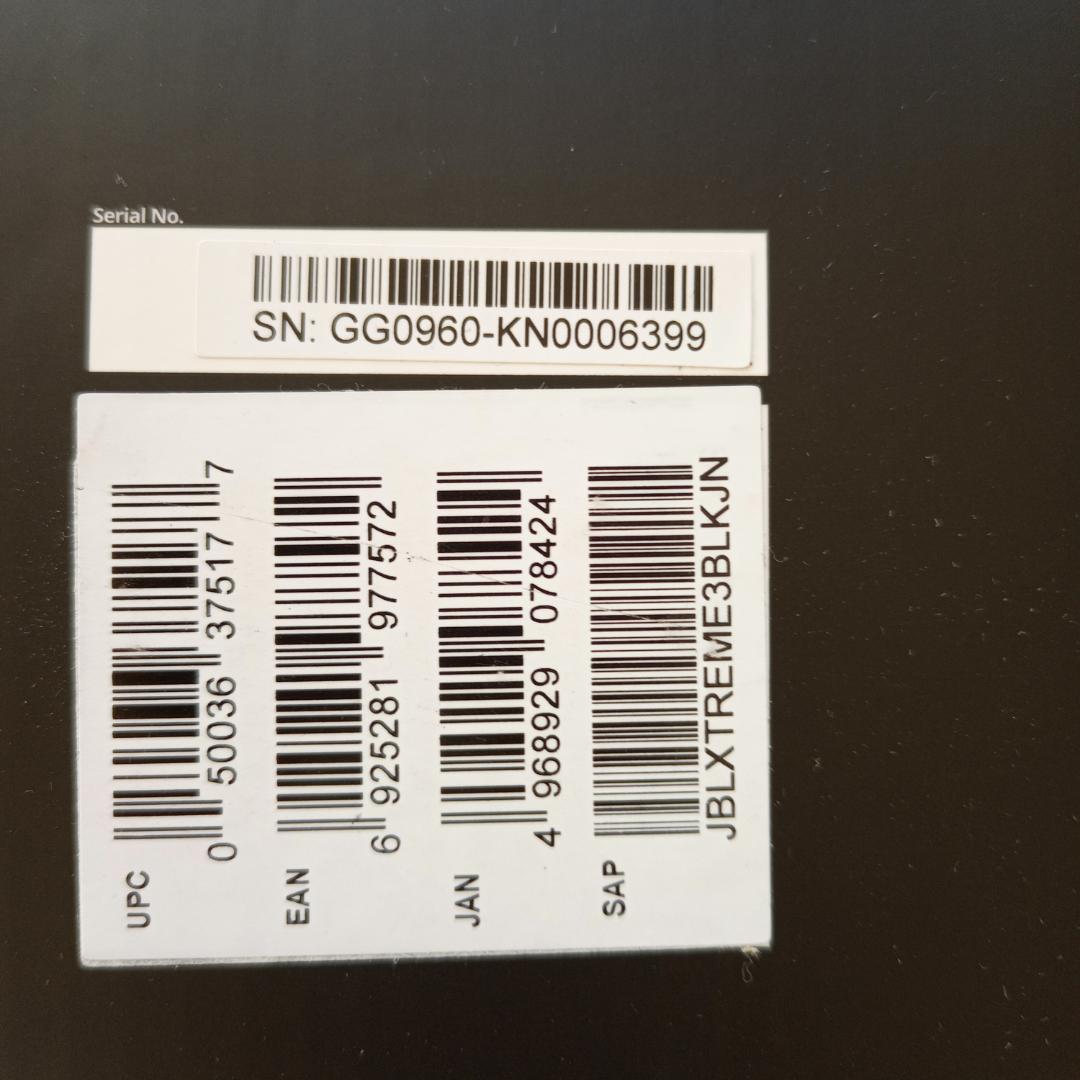 Serial No.
SN: GG0960-KN0006399
UPC
0 50036 37517 7
EAN
6 925281 977572
JAN
4 968929 078424
SAP
JBLXTREME3BLKJN